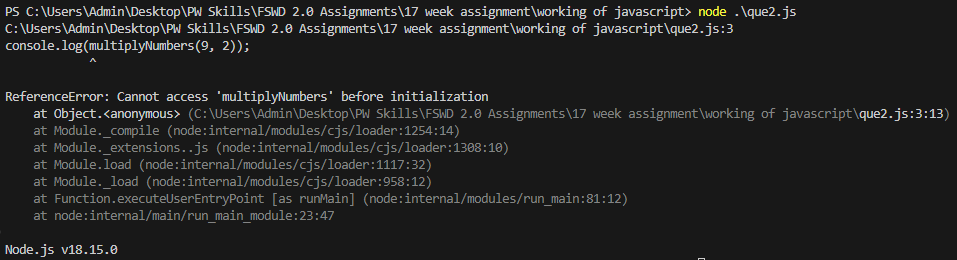 PS C:\Users\Admin\Desktop\PW Skills\FSWD 2.0 Assignments\17 week assignment\working of javascript> node .\que2.js
C:\Users\Admin\Desktop\PW Skills\FSWD 2.0 Assignments\17 week assignment\working of javascript\que2.js:3
console.log(multiplyNumbers(9, 2));
            ^
ReferenceError: Cannot access 'multiplyNumbers' before initialization
    at Object.<anonymous> (C:\Users\Admin\Desktop\PW Skills\FSWD 2.0 Assignments\17 week assignment\working of javascript\que2.js:3:13)
    at Module._compile (node:internal/modules/cjs/loader:1254:14)
    at Module._extensions..js (node:internal/modules/cjs/loader:1308:10)
    at Module.load (node:internal/modules/cjs/loader:1117:32)
    at Module._load (node:internal/modules/cjs/loader:958:12)
    at Function.executeUserEntryPoint [as runMain] (node:internal/modules/run_main:81:12)
    at node:internal/main/run_main_module:23:47
Node.js v18.15.0